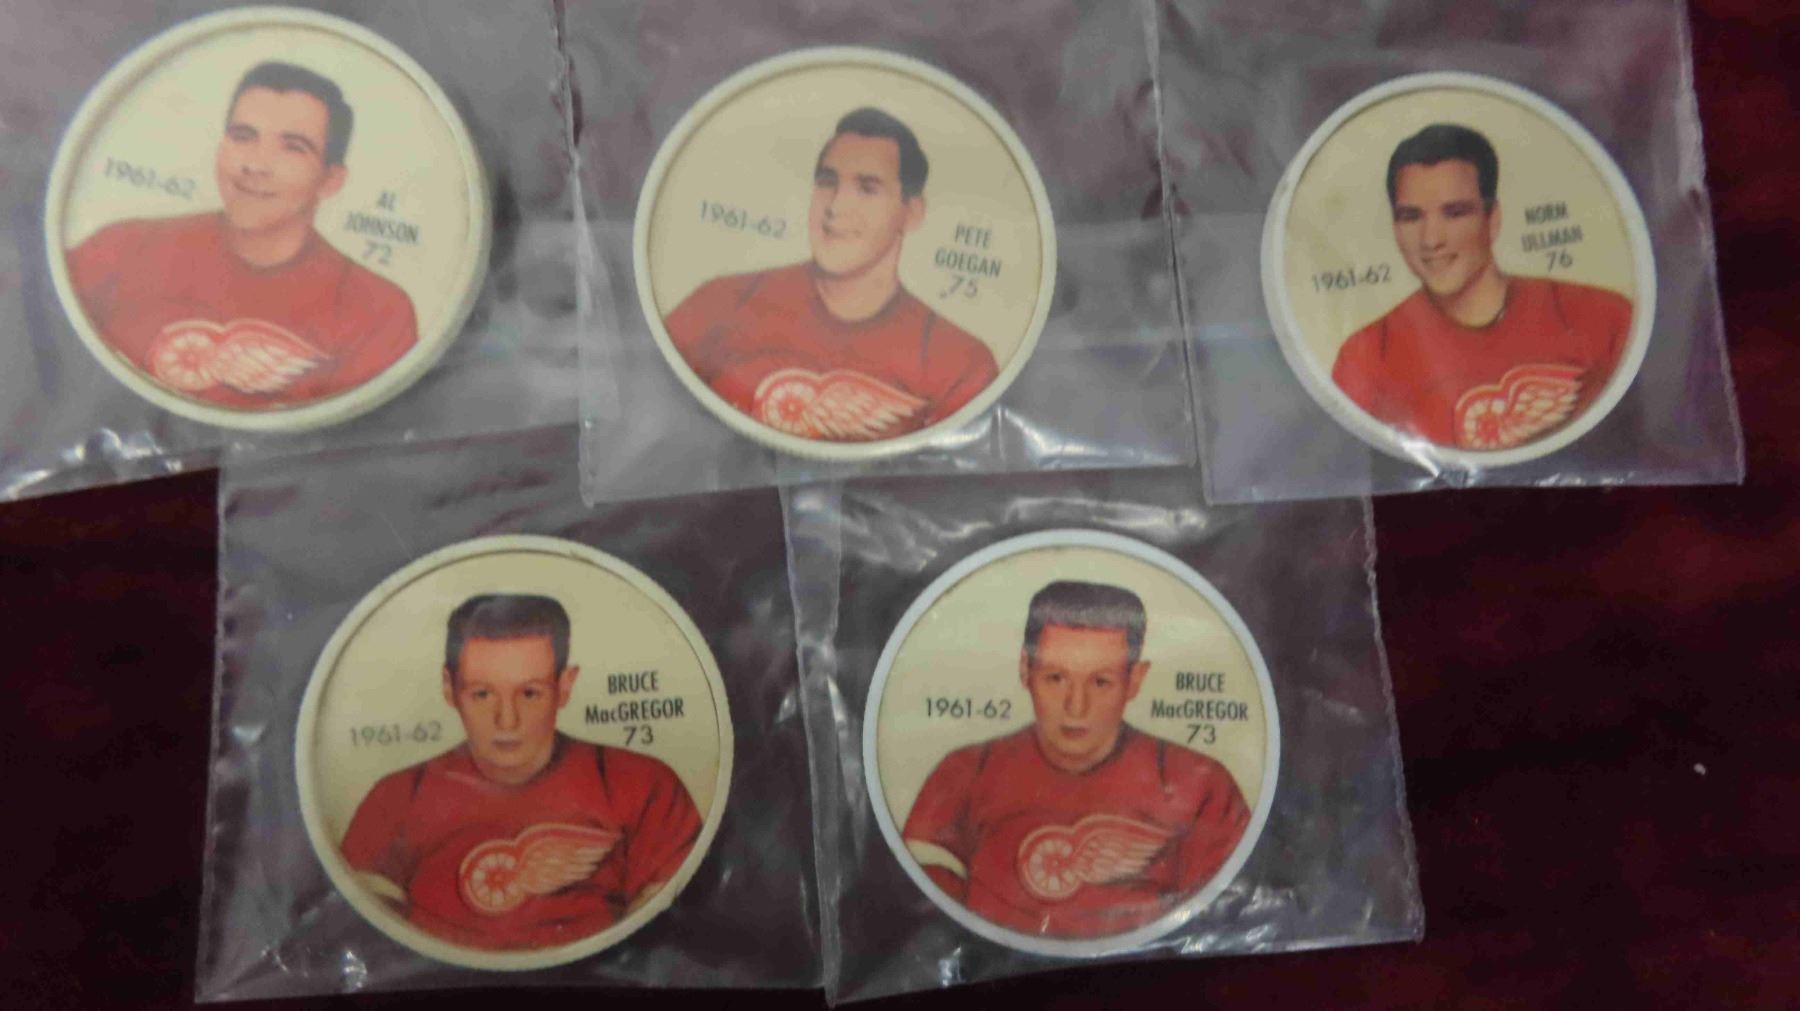 1961-62
AL
JOHNSON
72
1961-62
PETE
GOEGAN
75
1961-62
NORM
ULLMAN
76
1961-62
BRUCE
MacGREGOR
73
1961-62
BRUCE
MacGREGOR
73